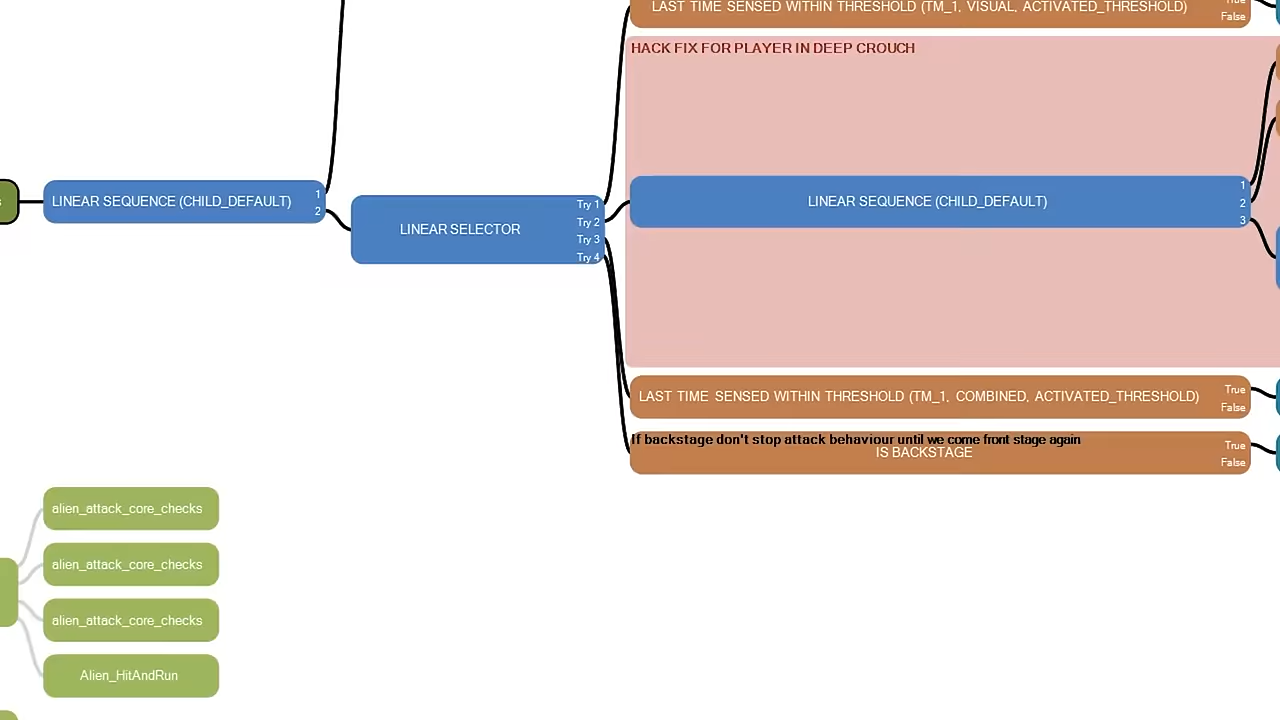 LAST TIME SENSED WITHIN THRESHOLD (TM_1, VISUAL, ACTIVATED_THRESHOLD)
True
False
HACK FIX FOR PLAYER IN DEEP CROUCH
LINEAR SEQUENCE (CHILD_DEFAULT)
1
2
LINEAR SELECTOR
Try 1
Try 2
Try 3
Try 4
LINEAR SEQUENCE (CHILD_DEFAULT)
1
2
3
LAST TIME SENSED WITHIN THRESHOLD (TM_1, COMBINED, ACTIVATED_THRESHOLD)
True
False
If backstage don't stop attack behaviour until we come front stage again
IS BACKSTAGE
True
False
alien_attack_core_checks
alien_attack_core_checks
alien_attack_core_checks
Alien_HitAndRun